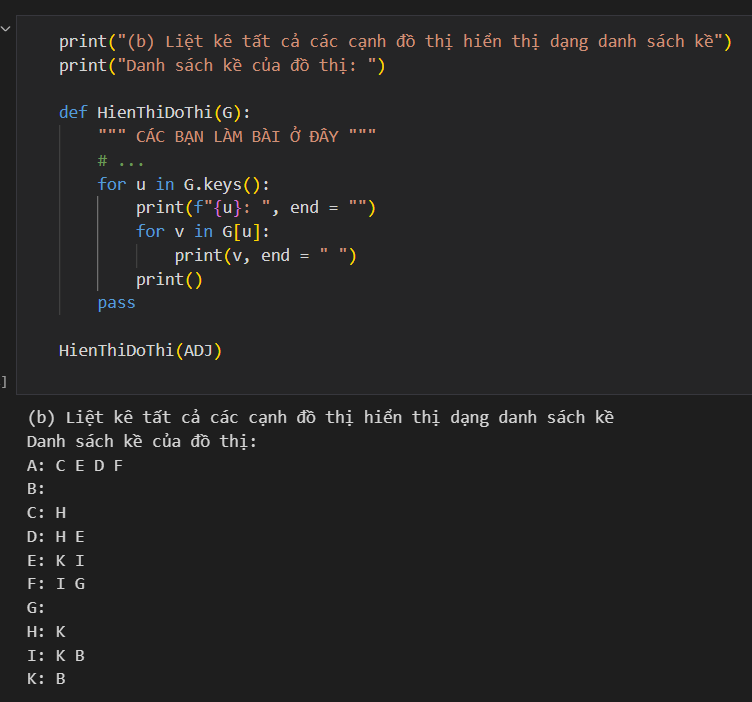 print("(b) Liệt kê tất cả các cạnh đồ thị hiển thị dạng danh sách kề")
print("Danh sách kề của đồ thị: ")
def HienThiDoThi(G):
""" CÁC BẠN LÀM BÀI Ở ĐÂY """
# ...
for u in G.keys():
print(f"{u}: ", end = "")
for v in G[u]:
print(v, end = " ")
print()
pass
HienThiDoThi(ADJ)
]
(b) Liệt kê tất cả các cạnh đồ thị hiển thị dạng danh sách kề
Danh sách kề của đồ thị:
A: C E D F
B:
C: H
D: H E
E: K I
F: I G
G:
H: K
I: K B
K: B